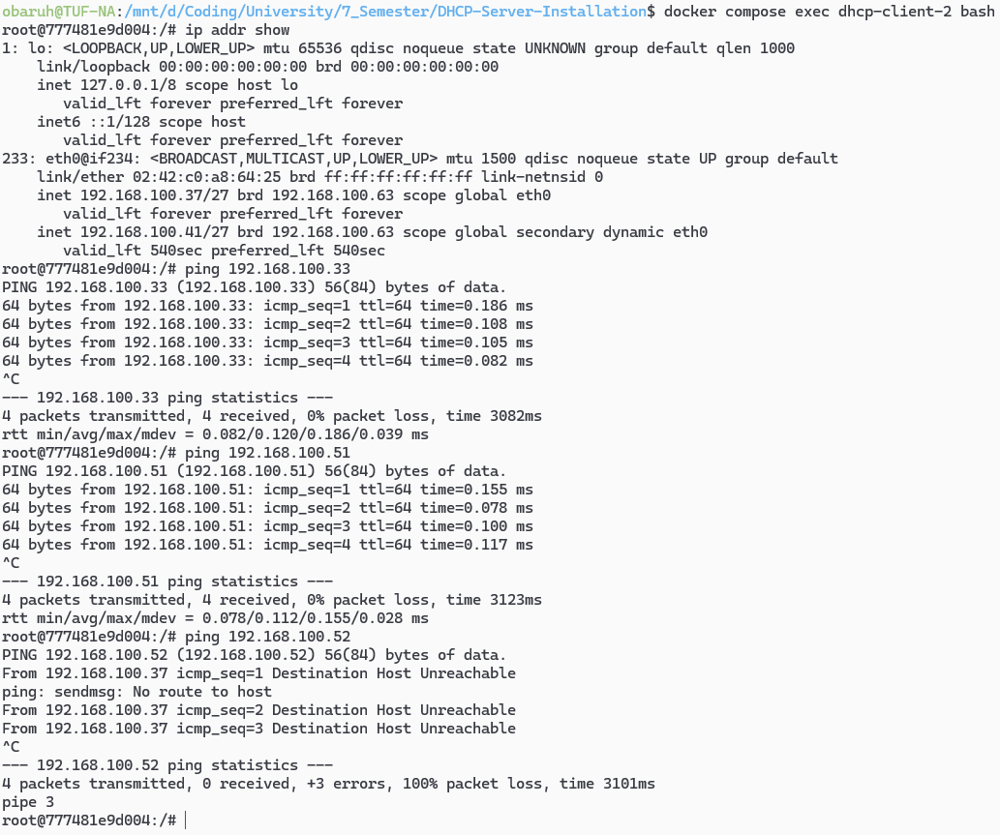 obaruh@TUF-NA:/mnt/d/Coding/University/7_Semester/DHCP-Server-Installation$ docker compose exec dhcp-client-2 bash
root@777481e9d004:/# ip addr show
1: lo: <LOOPBACK,UP,LOWER_UP> mtu 65536 qdisc noqueue state UNKNOWN group default qlen 1000
    link/loopback 00:00:00:00:00:00 brd 00:00:00:00:00:00
    inet 127.0.0.1/8 scope host lo
       valid_lft forever preferred_lft forever
    inet6 ::1/128 scope host
       valid_lft forever preferred_lft forever
233: eth0@if234: <BROADCAST,MULTICAST,UP,LOWER_UP> mtu 1500 qdisc noqueue state UP group default
    link/ether 02:42:c0:a8:64:25 brd ff:ff:ff:ff:ff:ff link-netnsid 0
    inet 192.168.100.37/27 brd 192.168.100.63 scope global eth0
       valid_lft forever preferred_lft forever
    inet 192.168.100.41/27 brd 192.168.100.63 scope global secondary dynamic eth0
       valid_lft 540sec preferred_lft 540sec
root@777481e9d004:/# ping 192.168.100.33
PING 192.168.100.33 (192.168.100.33) 56(84) bytes of data.
64 bytes from 192.168.100.33: icmp_seq=1 ttl=64 time=0.186 ms
64 bytes from 192.168.100.33: icmp_seq=2 ttl=64 time=0.108 ms
64 bytes from 192.168.100.33: icmp_seq=3 ttl=64 time=0.105 ms
64 bytes from 192.168.100.33: icmp_seq=4 ttl=64 time=0.082 ms
^C
--- 192.168.100.33 ping statistics ---
4 packets transmitted, 4 received, 0% packet loss, time 3082ms
rtt min/avg/max/mdev = 0.082/0.120/0.186/0.039 ms
root@777481e9d004:/# ping 192.168.100.51
PING 192.168.100.51 (192.168.100.51) 56(84) bytes of data.
64 bytes from 192.168.100.51: icmp_seq=1 ttl=64 time=0.155 ms
64 bytes from 192.168.100.51: icmp_seq=2 ttl=64 time=0.078 ms
64 bytes from 192.168.100.51: icmp_seq=3 ttl=64 time=0.100 ms
64 bytes from 192.168.100.51: icmp_seq=4 ttl=64 time=0.117 ms
^C
--- 192.168.100.51 ping statistics ---
4 packets transmitted, 4 received, 0% packet loss, time 3123ms
rtt min/avg/max/mdev = 0.078/0.112/0.155/0.028 ms
root@777481e9d004:/# ping 192.168.100.52
PING 192.168.100.52 (192.168.100.52) 56(84) bytes of data.
From 192.168.100.37 icmp_seq=1 Destination Host Unreachable
ping: sendmsg: No route to host
From 192.168.100.37 icmp_seq=2 Destination Host Unreachable
From 192.168.100.37 icmp_seq=3 Destination Host Unreachable
^C
--- 192.168.100.52 ping statistics ---
4 packets transmitted, 0 received, +3 errors, 100% packet loss, time 3101ms
pipe 3
root@777481e9d004:/#